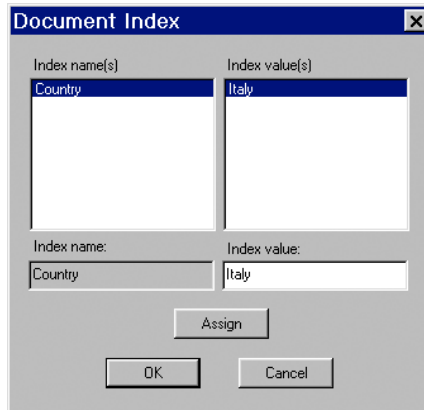 Document Index
Index name(s) Index value(s)
Country Italy
Index name: Index value:
Country Italy
Assign
OK Cancel